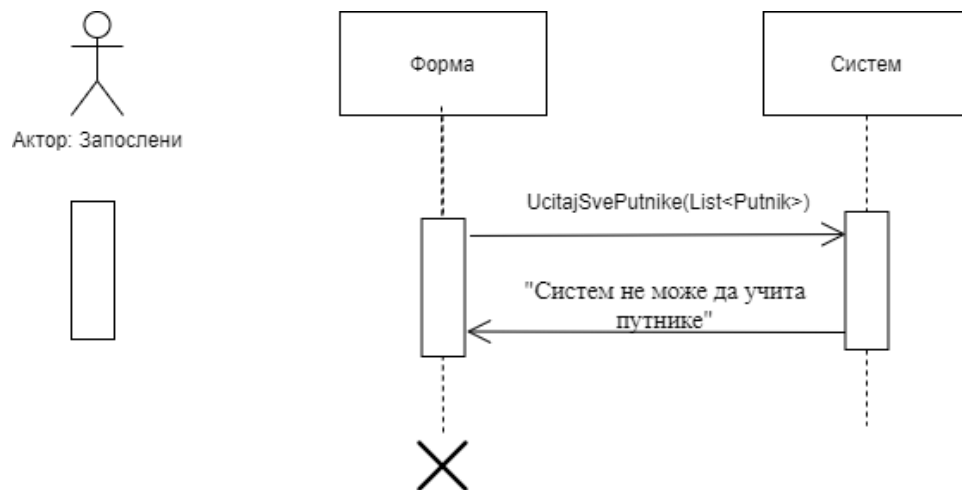 Форма
Систем
Актор: Запослени
UcitajSvePutnike(List<Putnik>)
"Систем не може да учита
путнике"